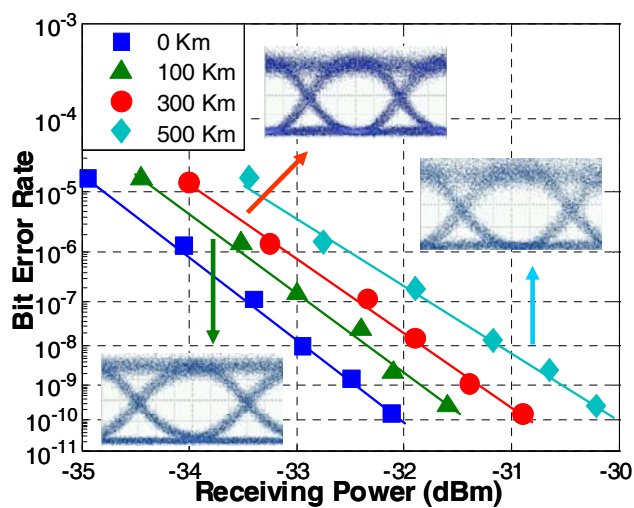 10-3
10-4
10-5
10-6
10-7
10-8
10-9
10-10
10-11
Bit Error Rate
0 Km
100 Km
300 Km
500 Km
-35 -34 -33 -32 -31 -30
Receiving Power (dBm)